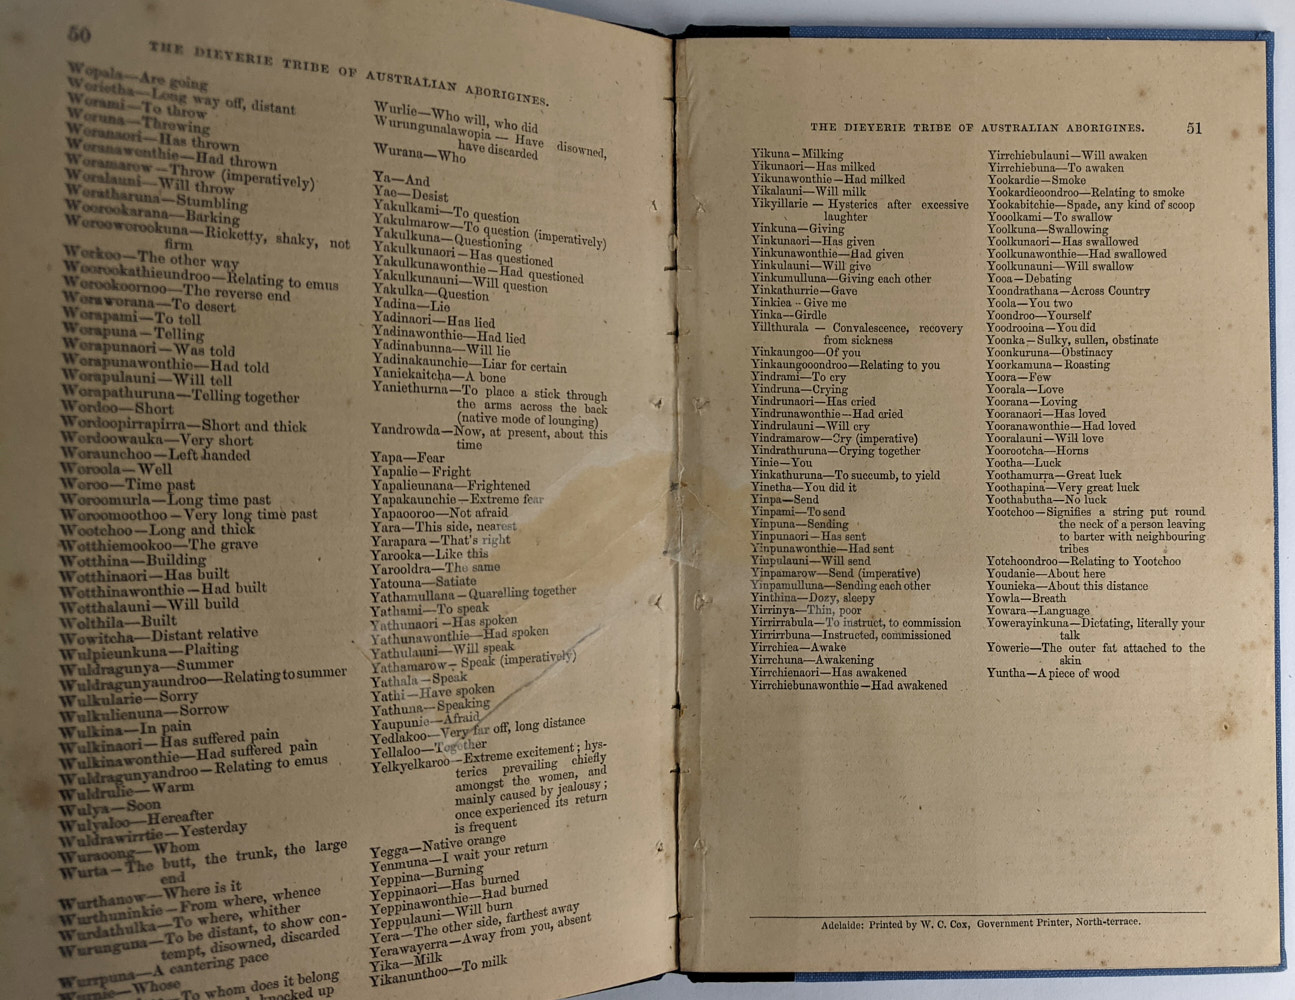 50
THE DIEYERIE TRIBE OF AUSTRALIAN ABORIGINES.
Wopala—Are going
Worietha—Long way off, distant
Worami—To throw
Woruna—Throwing
Woranaori—Has thrown
Woranawonthie—Had thrown
Woramarow—Throw (imperatively)
Woralauni—Will throw
Woratharuna—Stumbling
Woorookarana—Barking
Worooworookuna—Ricketty, shaky, not
firm
Workoo—The other way
Woorookathieundroo—Relating to emus
Worookoornoo—The reverse end
Woraworana—To desert
Worapami—To tell
Worapuna—Telling
Worapunaori—Was told
Worapunawonthie—Had told
Worapulauni—Will tell
Worapathuruna—Telling together
Wordoo—Short
Wordoopirrapirra—Short and thick
Wordoowauka—Very short
Woraunchoo—Left handed
Woroola—Well
Woroo—Time past
Woroomurla—Long time past
Woroomoothoo—Very long time past
Wootchoo—Long and thick
Wotthiemookoo—The grave
Wotthina—Building
Wotthinaori—Has built
Wotthinawonthie—Had built
Wotthalauni—Will build
Wolthila—Built
Wowitcha—Distant relative
Wulpieunkuna—Plaiting
Wuldragunya—Summer
Wuldragunyaundroo—Relating to summer
Wulkularie—Sorry
Wulkulienuna—Sorrow
Wulkina—In pain
Wulkinaori—Has suffered pain
Wulkinawonthie—Had suffered pain
Wuldragunyandroo—Relating to emus
Wuldrulie—Warm
Wulya—Soon
Wulyaloo—Hereafter
Wuldrawirrtie—Yesterday
Wuraoong—Whom
Wurta—The butt, the trunk, the large
end
Wurthanow—Where is it
Wurthuninkie—From where, whence
Wurdathulka—To where, whither
Wurunguna—To be distant, to show con-
tempt, disowned, discarded
Wurrpuna—A cantering pace
Wurnie—Whose
To whom does it belong
knocked up
Wurlie—Who will, who did
Wurungunalawopia—Have disowned,
have discarded
Wurana—Who
Ya—And
Yao—Desist
Yakulkami—To question
Yakulmarow—To question (imperatively)
Yakulkuna—Questioning
Yakulkunaori—Has questioned
Yakulkunawonthie—Had questioned
Yakulkunauni—Will question
Yakulka—Question
Yadina—Lie
Yadinaori—Has lied
Yadinawonthie—Had lied
Yadinabunna—Will lie
Yadinakaunchie—Liar for certain
Yaniekaitcha—A bone
Yaniethurna—To place a stick through
the arms across the back
(native mode of lounging)
Yandrowda—Now, at present, about this
time
Yapa—Fear
Yapalie—Fright
Yapalieunana—Frightened
Yapakaunchie—Extreme fear
Yapaooroo—Not afraid
Yara—This side, nearest
Yarapara—That's right
Yarooka—Like this
Yarooldra—The same
Yatouna—Satiate
Yathamullana—Quarelling together
Yathami—To speak
Yathunaori—Has spoken
Yathunawonthie—Had spoken
Yathulauni—Will speak
Yathamarow—Speak (imperatively)
Yathala—Speak
Yathi—Have spoken
Yathuna—Speaking
Yaupunie—Afraid
Yedlakoo—Very far off, long distance
Yellaloo—Together
Yelkyelkaroo—Extreme excitement; hys-
terics prevailing chiefly
amongst the women, and
mainly caused by jealousy;
once experienced its return
is frequent
Yegga—Native orange
Yenmuna—I wait your return
Yeppina—Burning
Yeppinaori—Has burned
Yeppinawonthie—Had burned
Yeppulauni—Will burn
Yera—The other side, farthest away
Yerawayerra—Away from you, absent
Yika—Milk
Yikanunthoo—To milk
THE DIEYERIE TRIBE OF AUSTRALIAN ABORIGINES. 51
Yikuna—Milking
Yikunaori—Has milked
Yikunawonthie—Had milked
Yikalauni—Will milk
Yikyillarie — Hysterics after excessive
laughter
Yinkuna—Giving
Yinkunaori—Has given
Yinkunawonthie—Had given
Yinkulauni—Will give
Yinkumulluna—Giving each other
Yinkathurrie—Gave
Yinkiea—Give me
Yinka—Girdle
Yillthurala — Convalescence, recovery
from sickness
Yinkaungoo—Of you
Yinkaungooondroo—Relating to you
Yindrami—To cry
Yindruna—Crying
Yindrunaori—Has cried
Yindrunawonthie—Had cried
Yindrulauni—Will cry
Yindramarow—Cry (imperative)
Yindrathuruna—Crying together
Yinie—You
Yinkathuruna—To succumb, to yield
Yinetha—You did it
Yinpa—Send
Yinpami—To send
Yinpuna—Sending
Yinpunaori—Has sent
Yinpunawonthie—Had sent
Yinpulauni—Will send
Yinpamarow—Send (imperative)
Yinpamulluna—Sending each other
Yinthina—Dozy, sleepy
Yirrinya—Thin, poor
Yirrirrabula—To instruct, to commission
Yirrirrbuna—Instructed, commissioned
Yirrchiea—Awake
Yirrchuna—Awakening
Yirrchienaori—Has awakened
Yirrchiebunawonthie—Had awakened
Yirrchiebulauni—Will awaken
Yirrchiebuna—To awaken
Yookardie—Smoke
Yookardieoondroo—Relating to smoke
Yookabitchie—Spade, any kind of scoop
Yooolkami—To swallow
Yoolkuna—Swallowing
Yoolkunaori—Has swallowed
Yoolkunawonthie—Had swallowed
Yoolkunauni—Will swallow
Yooa—Debating
Yoondrathana—Across Country
Yoola—You two
Yoondroo—Yourself
Yoodrooina—You did
Yoonka—Sulky, sullen, obstinate
Yoonkuruna—Obstinacy
Yoorkamuna—Roasting
Yoora—Few
Yoorala—Love
Yoorana—Loving
Yooranaori—Has loved
Yooranawonthie—Had loved
Yooralauni—Will love
Yoorootcha—Horns
Yootha—Luck
Yoothamurra—Great luck
Yoothapina—Very great luck
Yoothabutha—No luck
Yootchoo—Signifies a string put round
the neck of a person leaving
to barter with neighbouring
tribes
Yotchoondroo—Relating to Yootchoo
Youdanie—About here
Younieka—About this distance
Yowla—Breath
Yowara—Language
Yowerayinkuna—Dictating, literally your
talk
Yowerie—The outer fat attached to the
skin
Yuntha—A piece of wood
Adelaide: Printed by W. C. Cox, Government Printer, North-terrace.